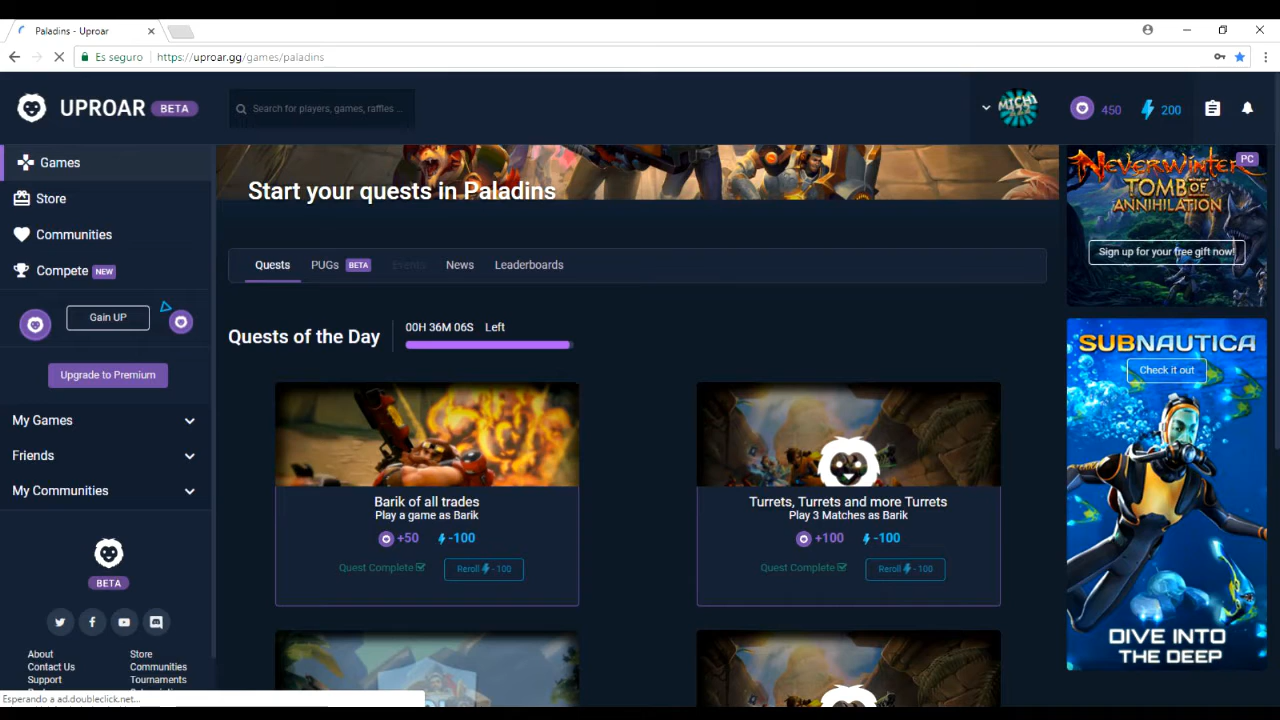 Paladins - Uproar
Es seguro https://uproar.gg/games/paladins
UPROAR BETA
Search for players, games, raffles ...
MICHI
450
200
Games
Store
Communities
Compete NEW
Gain UP
Upgrade to Premium
My Games
Friends
My Communities
BETA
About
Store
Contact Us
Communities
Support
Tournaments
Esperando a ad.doubleclick.net...
Start your quests in Paladins
Quests PUGs BETA Events News Leaderboards
Quests of the Day
00H 36M 06S Left
Barik of all trades
Play a game as Barik
+50 -100
Quest Complete Reroll - 100
Turrets, Turrets and more Turrets
Play 3 Matches as Barik
+100 -100
Quest Complete Reroll - 100
PC
NEVERWINTER
TOMB OF
ANNIHILATION
Sign up for your free gift now!
SUBNAUTICA
Check it out
DIVE INTO
THE DEEP